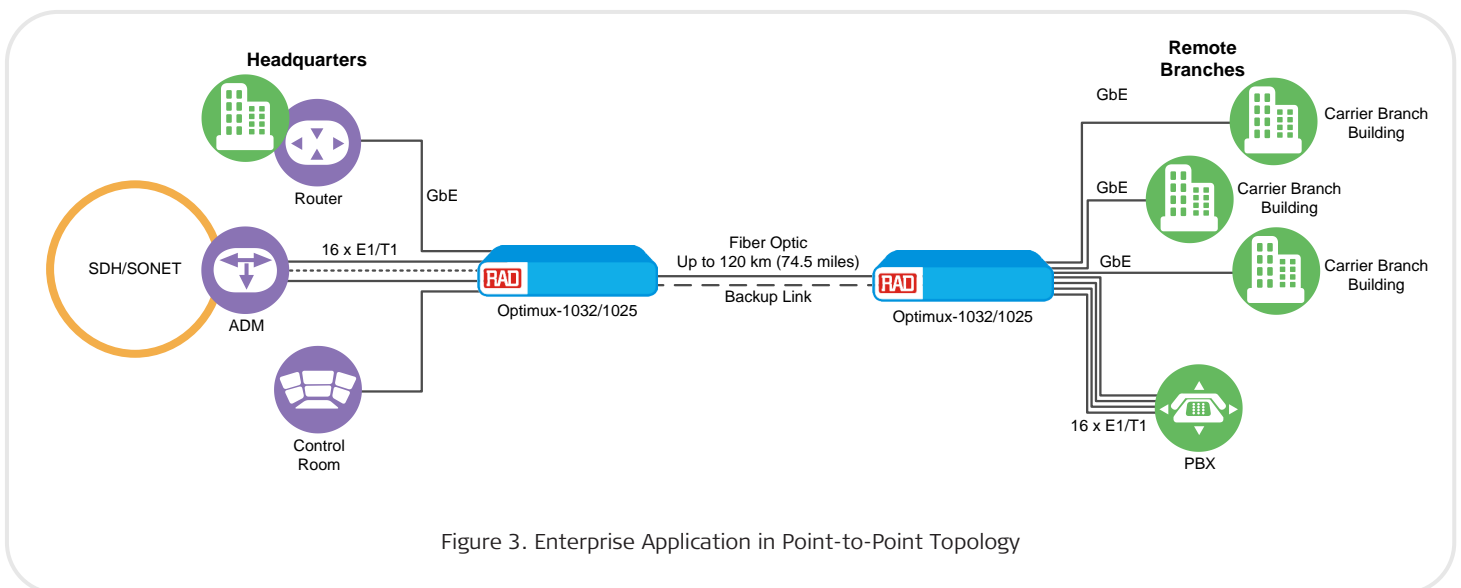 Headquarters
Router
GbE
SDH/SONET
16 x E1/T1
ADM
Control
Room
RAD
Optimux-1032/1025
Fiber Optic
Up to 120 km (74.5 miles)
Backup Link
RAD
Optimux-1032/1025
Remote
Branches
GbE
Carrier Branch
Building
GbE
Carrier Branch
Building
GbE
Carrier Branch
Building
16 x E1/T1
PBX
Figure 3. Enterprise Application in Point-to-Point Topology